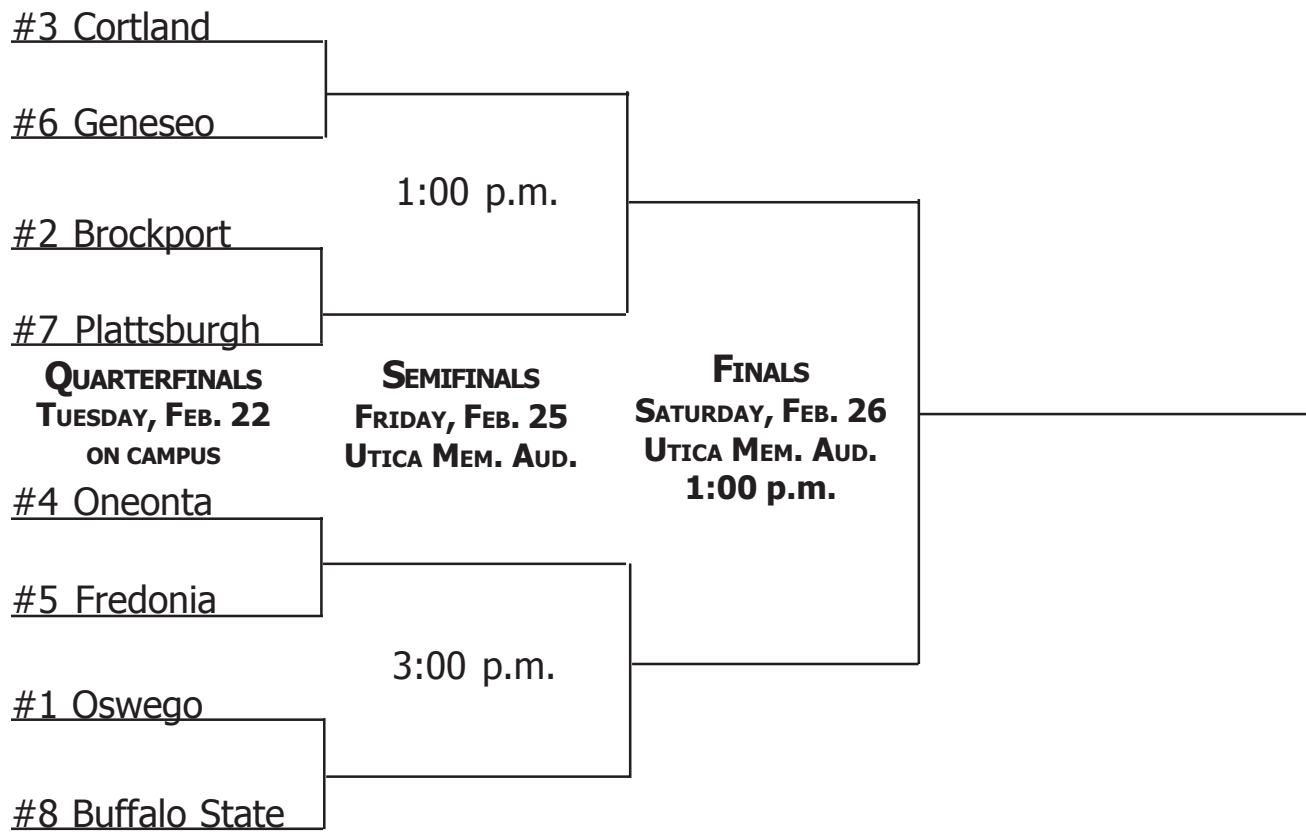 #3 Cortland
#6 Geneseo
1:00 p.m.
#2 Brockport
#7 Plattsburgh
QUARTERFINALS
TUESDAY, FEB. 22
ON CAMPUS
SEMIFINALS
FRIDAY, FEB. 25
UTICA MEM. AUD.
FINALS
SATURDAY, FEB. 26
UTICA MEM. AUD.
1:00 p.m.
#4 Oneonta
#5 Fredonia
3:00 p.m.
#1 Oswego
#8 Buffalo State